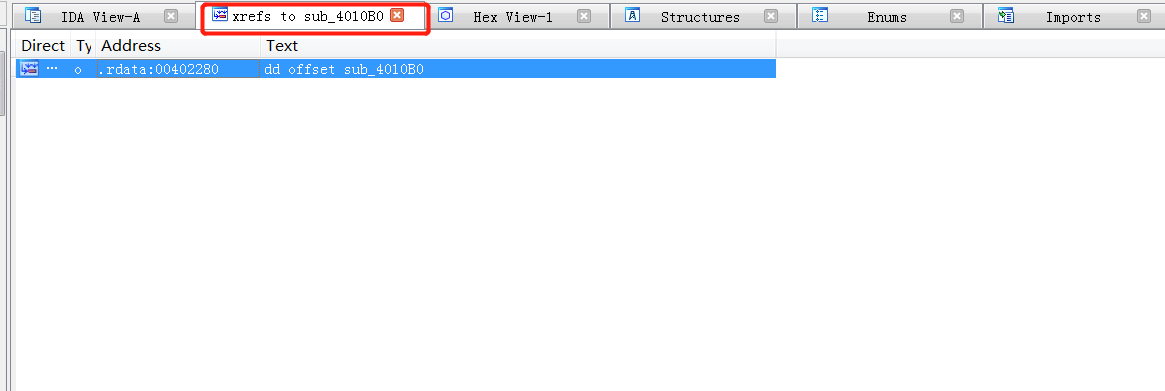 IDA View-A xrefs to sub_4010B0 Hex View-1 Structures Enums Imports
Direct Ty Address Text
... o .rdata:00402280 dd offset sub_4010B0